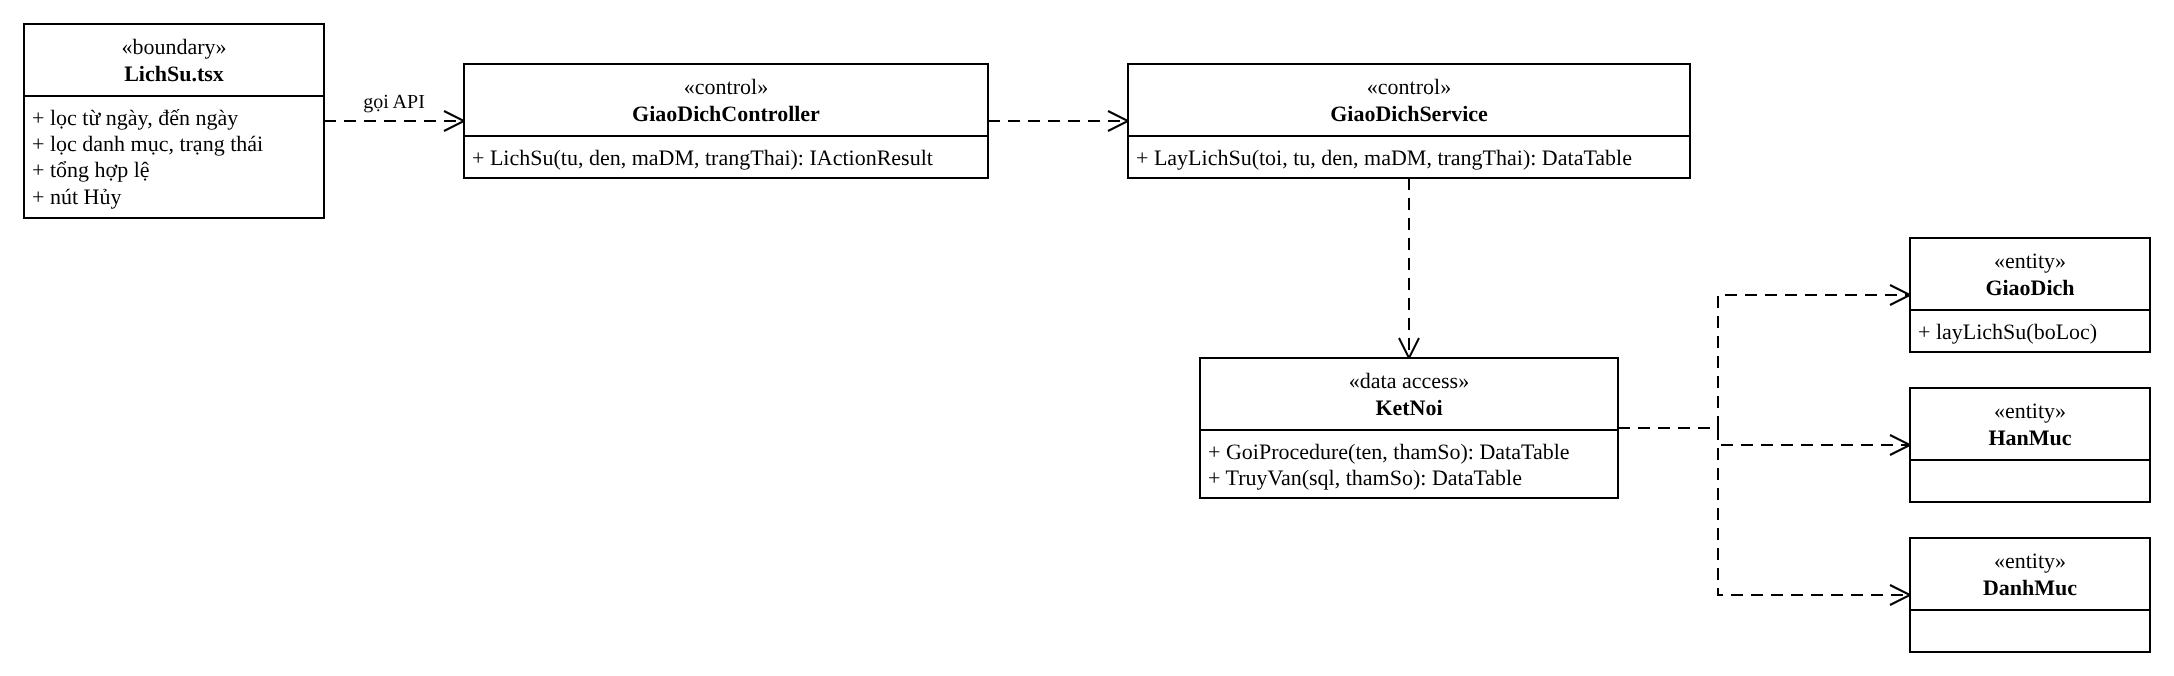 «boundary»
LichSu.tsx
+ lọc từ ngày, đến ngày
+ lọc danh mục, trạng thái
+ tổng hợp lệ
+ nút Hủy
gọi API
«control»
GiaoDichController
+ LichSu(tu, den, maDM, trangThai): IActionResult
«control»
GiaoDichService
+ LayLichSu(toi, tu, den, maDM, trangThai): DataTable
«data access»
KetNoi
+ GoiProcedure(ten, thamSo): DataTable
+ TruyVan(sql, thamSo): DataTable
«entity»
GiaoDich
+ layLichSu(boLoc)
«entity»
HanMuc
«entity»
DanhMuc